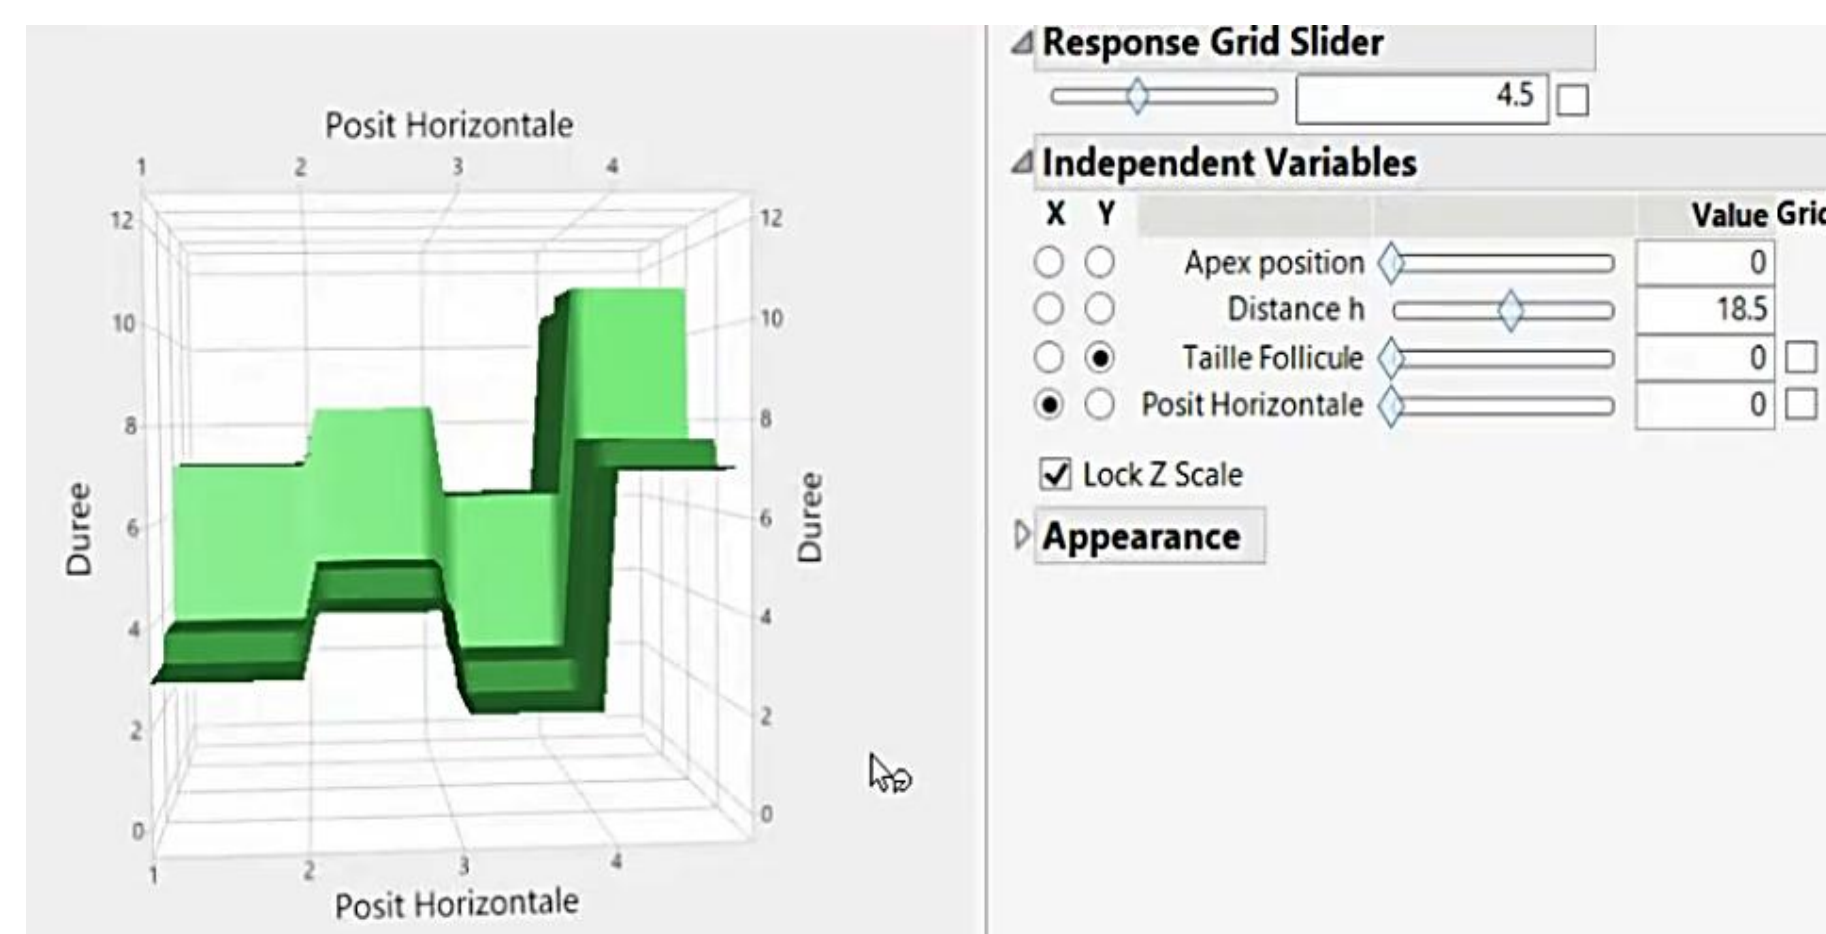 Posit Horizontale
1 2 3 4
12 12
10 10
8 8
6 6
4 4
2 2
0 0
Duree
Duree
1 2 3 4
Posit Horizontale
Response Grid Slider
4.5
Independent Variables
X Y Value Grid
Apex position 0
Distance h 18.5
Taille Follicule 0
Posit Horizontale 0
Lock Z Scale
Appearance